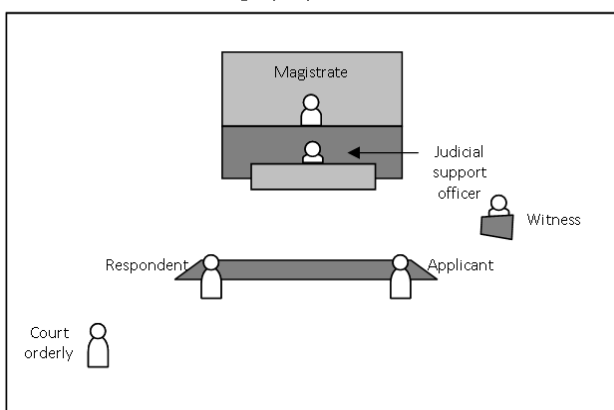 Magistrate
Judicial
support
officer
Witness
Respondent
Applicant
Court
orderly